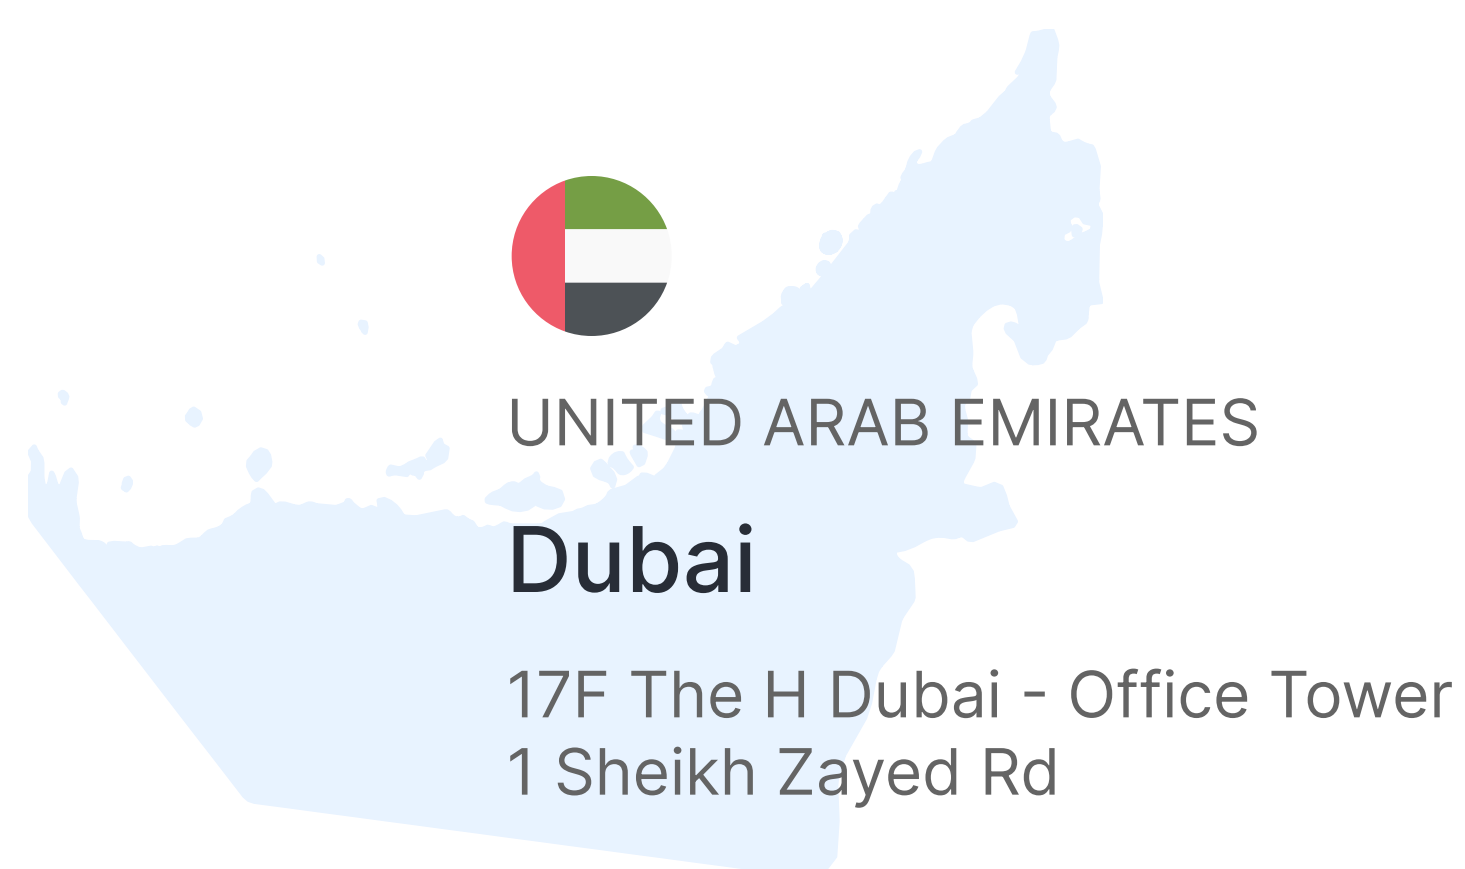 UNITED ARAB EMIRATES
Dubai
17F The H Dubai - Office Tower
1 Sheikh Zayed Rd